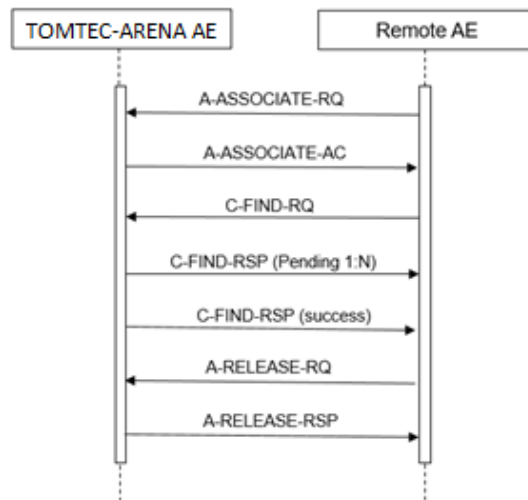 TOMTEC-ARENA AE
Remote AE
A-ASSOCIATE-RQ
A-ASSOCIATE-AC
C-FIND-RQ
C-FIND-RSP (Pending 1:N)
C-FIND-RSP (success)
A-RELEASE-RQ
A-RELEASE-RSP